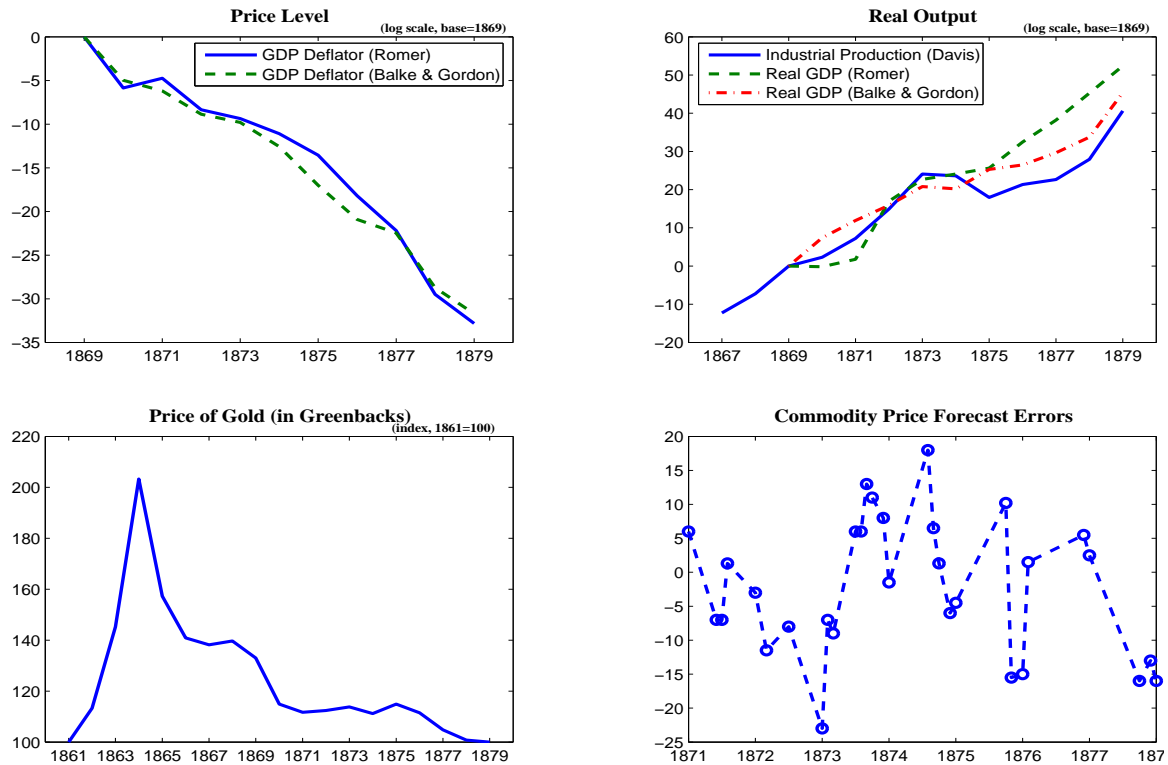 Price Level
(log scale, base=1869)
0
−5
−10
−15
−20
−25
−30
−35
GDP Deflator (Romer)
GDP Deflator (Balke & Gordon)
1869 1871 1873 1875 1877 1879
Real Output
(log scale, base=1869)
60
50
40
30
20
10
0
−10
−20
Industrial Production (Davis)
Real GDP (Romer)
Real GDP (Balke & Gordon)
1867 1869 1871 1873 1875 1877 1879
Price of Gold (in Greenbacks)
(index, 1861=100)
220
200
180
160
140
120
100
1861 1863 1865 1867 1869 1871 1873 1875 1877 1879
Commodity Price Forecast Errors
20
15
10
5
0
−5
−10
−15
−20
−25
1871 1872 1873 1874 1875 1876 1877 187